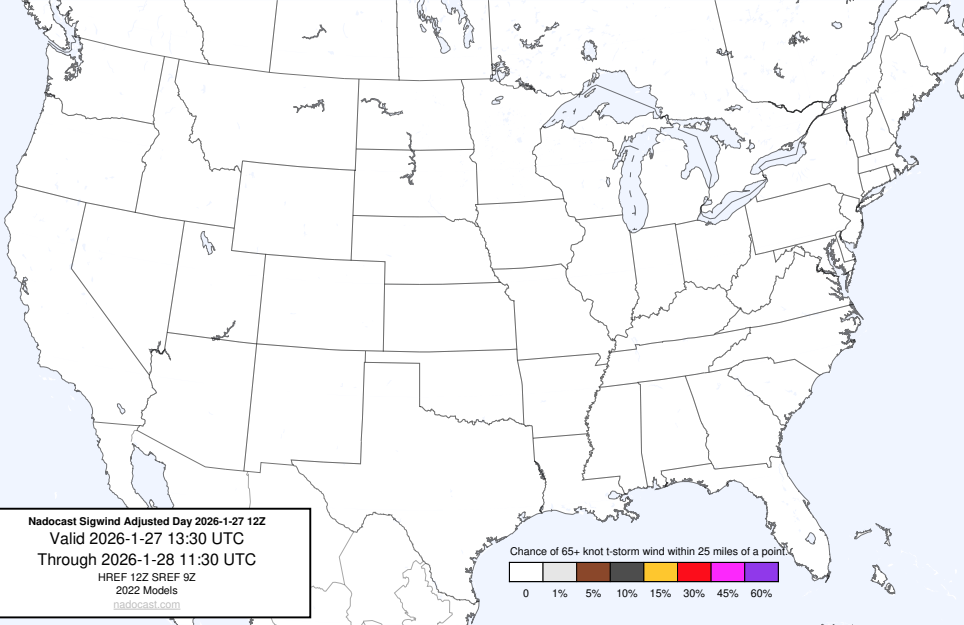 Nadocast Sigwind Adjusted Day 2026-1-27 12Z
Valid 2026-1-27 13:30 UTC
Through 2026-1-28 11:30 UTC
HREF 12Z SREF 9Z
2022 Models
nadocast.com
Chance of 65+ knot t-storm wind within 25 miles of a point.
0 1% 5% 10% 15% 30% 45% 60%